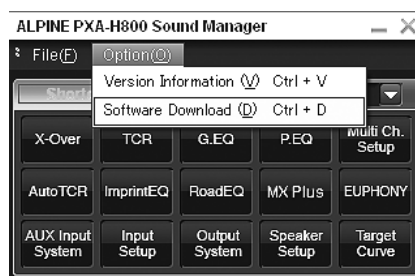 ALPINE PXA-H800 Sound Manager
File(F) Option(O)
Version Information (V) Ctrl + V
Software Download (D) Ctrl + D
X-Over TCR G.EQ P.EQ Multi Ch. Setup
AutoTCR ImprintEQ RoadEQ MX Plus EUPHONY
AUX Input System Input Setup Output System Speaker Setup Target Curve